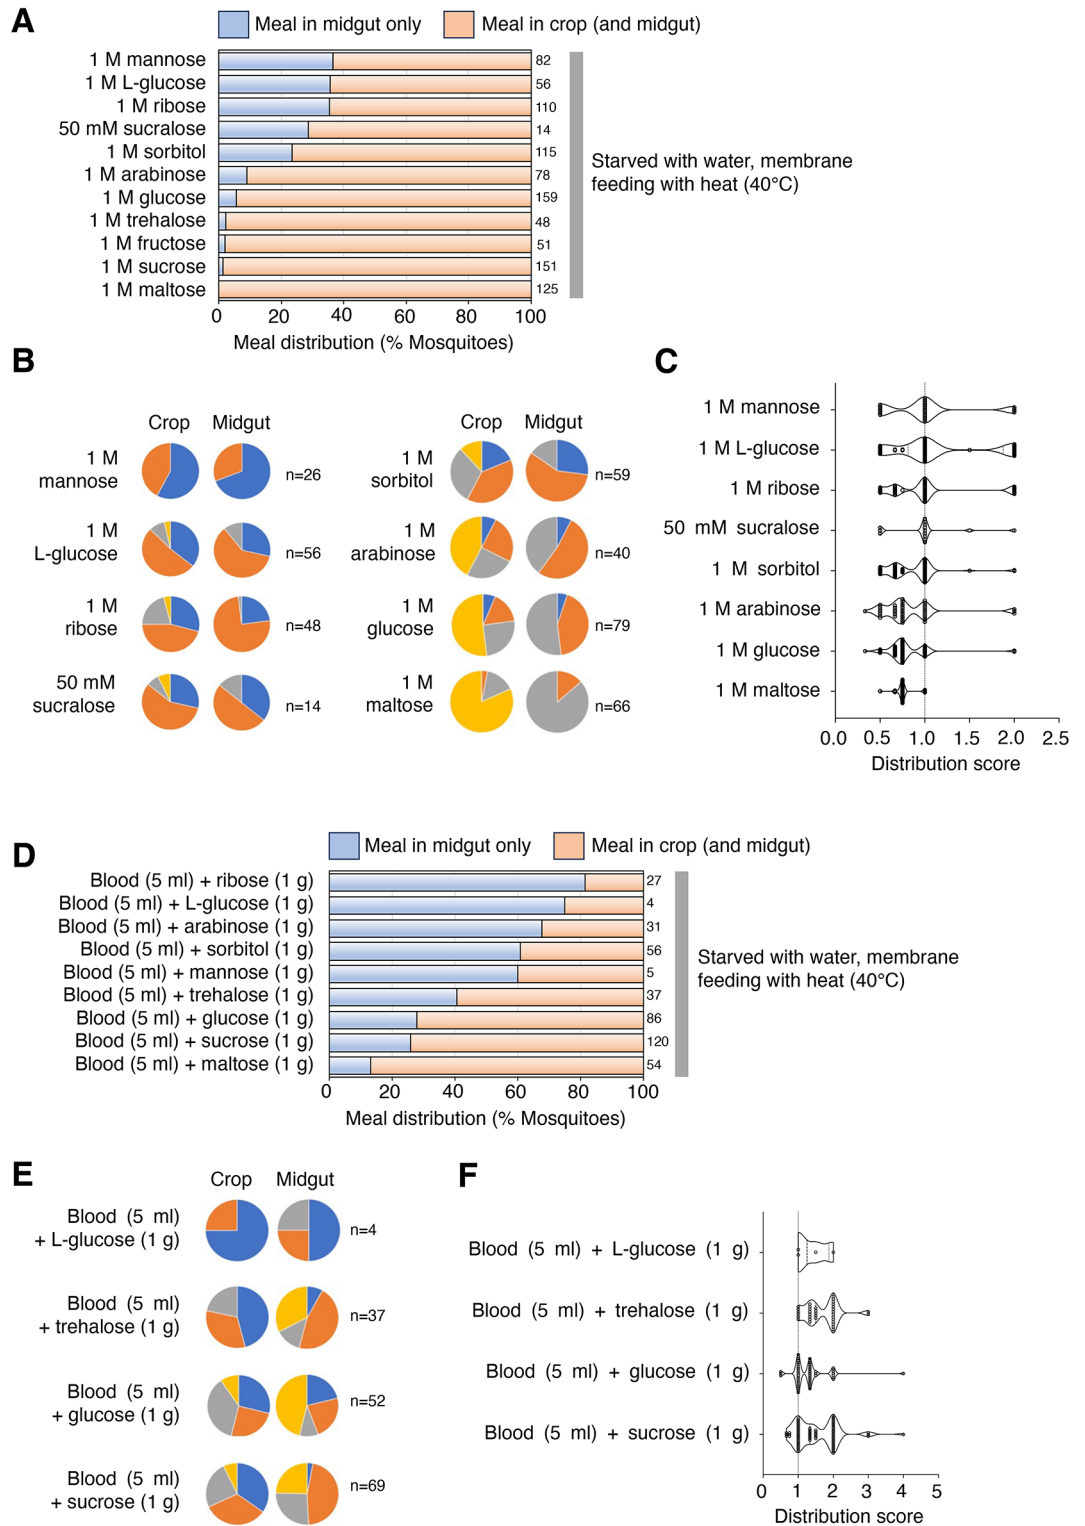 A
Meal in midgut only
Meal in crop (and midgut)
1 M mannose 82
1 M L-glucose 56
1 M ribose 110
50 mM sucralose 14
1 M sorbitol 115
1 M arabinose 78
1 M glucose 159
1 M trehalose 48
1 M fructose 51
1 M sucrose 151
1 M maltose 125
0 20 40 60 80 100
Meal distribution (% Mosquitoes)
Starved with water, membrane
feeding with heat (40°C)
B
Crop Midgut
1 M
mannose
n=26
1 M
L-glucose
n=56
1 M
ribose
n=48
50 mM
sucralose
n=14
Crop Midgut
1 M
sorbitol
n=59
1 M
arabinose
n=40
1 M
glucose
n=79
1 M
maltose
n=66
C
1 M mannose
1 M L-glucose
1 M ribose
50 mM sucralose
1 M sorbitol
1 M arabinose
1 M glucose
1 M maltose
0.0 0.5 1.0 1.5 2.0 2.5
Distribution score
D
Meal in midgut only
Meal in crop (and midgut)
Blood (5 ml) + ribose (1 g) 27
Blood (5 ml) + L-glucose (1 g) 4
Blood (5 ml) + arabinose (1 g) 31
Blood (5 ml) + sorbitol (1 g) 56
Blood (5 ml) + mannose (1 g) 5
Blood (5 ml) + trehalose (1 g) 37
Blood (5 ml) + glucose (1 g) 86
Blood (5 ml) + sucrose (1 g) 120
Blood (5 ml) + maltose (1 g) 54
0 20 40 60 80 100
Meal distribution (% Mosquitoes)
Starved with water, membrane
feeding with heat (40°C)
E
Crop Midgut
Blood (5 ml)
+ L-glucose (1 g)
n=4
Blood (5 ml)
+ trehalose (1 g)
n=37
Blood (5 ml)
+ glucose (1 g)
n=52
Blood (5 ml)
+ sucrose (1 g)
n=69
F
Blood (5 ml) + L-glucose (1 g)
Blood (5 ml) + trehalose (1 g)
Blood (5 ml) + glucose (1 g)
Blood (5 ml) + sucrose (1 g)
0 1 2 3 4 5
Distribution score